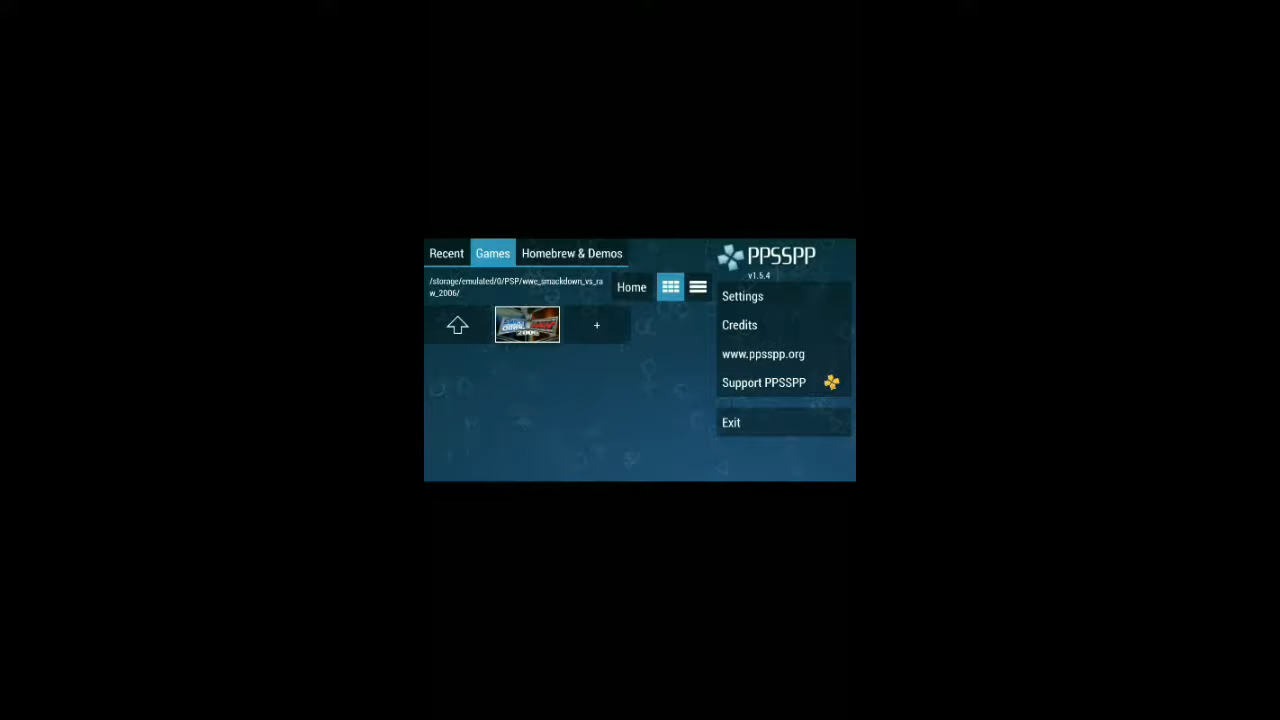 Recent Games Homebrew & Demos
PPSSPP
v1.5.4
/storage/emulated/0/PSP/wwe_smackdown_vs_ra
w_2006/
Home
Settings
2006
+
Credits
www.ppsspp.org
Support PPSSPP
Exit